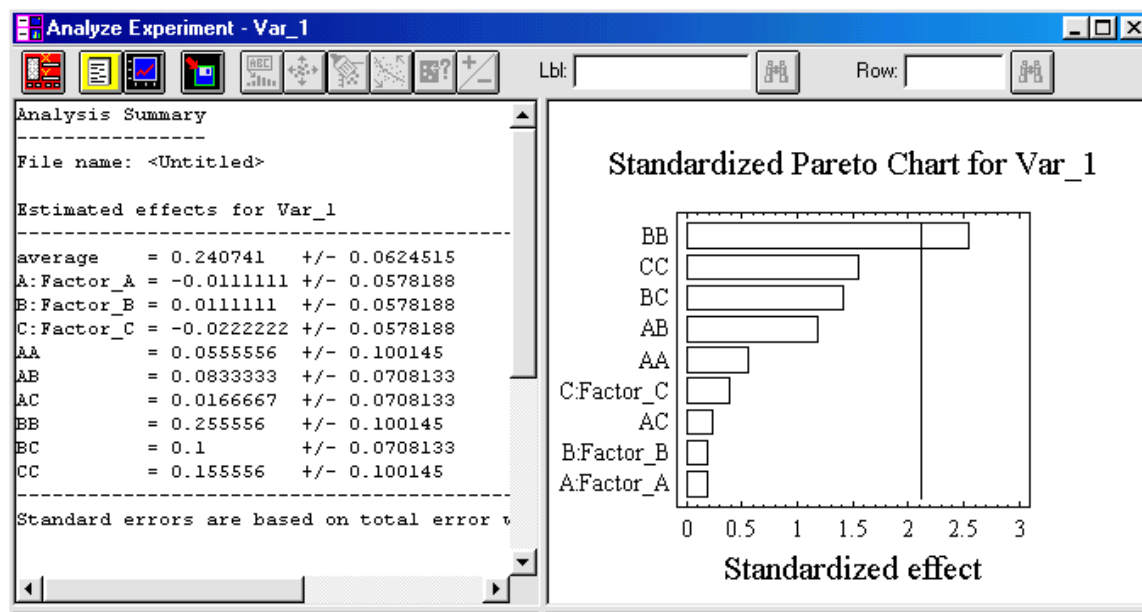 Analyze Experiment - Var_1
Lbl: Row:
Analysis Summary
----------------
File name: <Untitled>
Estimated effects for Var_1
------------------------------------------
average = 0.240741 +/- 0.0624515
A:Factor_A = -0.0111111 +/- 0.0578188
B:Factor_B = 0.0111111 +/- 0.0578188
C:Factor_C = -0.0222222 +/- 0.0578188
AA = 0.0555556 +/- 0.100145
AB = 0.0833333 +/- 0.0708133
AC = 0.0166667 +/- 0.0708133
BB = 0.255556 +/- 0.100145
BC = 0.1 +/- 0.0708133
CC = 0.155556 +/- 0.100145
------------------------------------------
Standard errors are based on total error
Standardized Pareto Chart for Var_1
BB
CC
BC
AB
AA
C:Factor_C
AC
B:Factor_B
A:Factor_A
0 0.5 1 1.5 2 2.5 3
Standardized effect